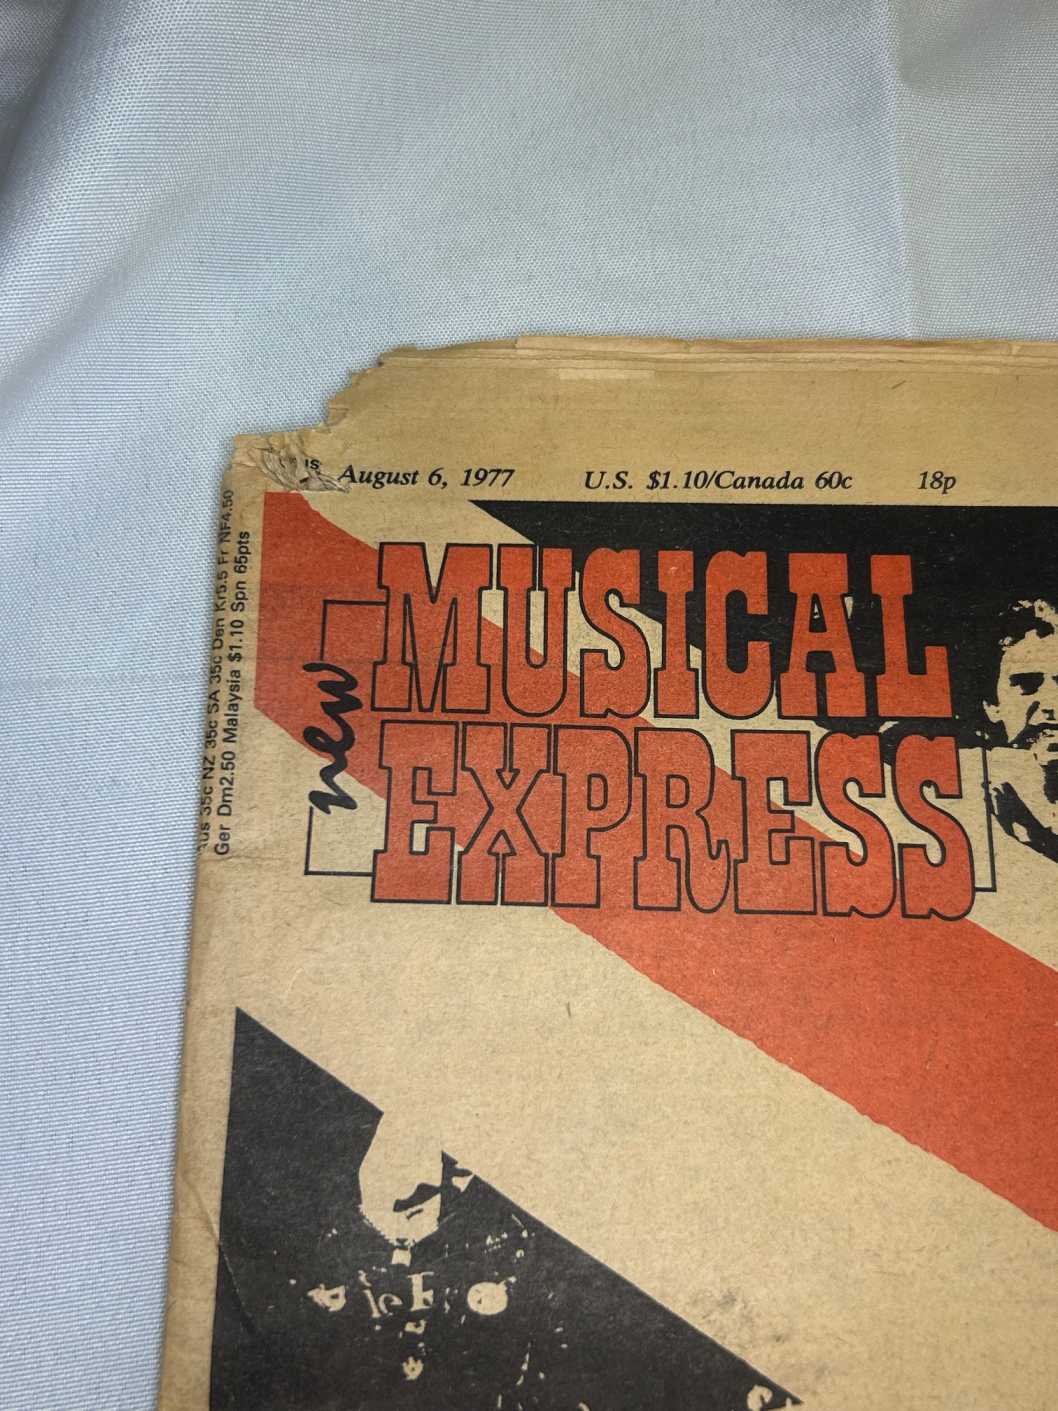 August 6, 1977 U.S. $1.10/Canada 60c 18p
new
MUSICAL
EXPRESS
35c NZ 35c SA 35c Den Kr5.5 Fr NF4.50
Ger Dm2.50 Malaysia $1.10 Spn 65pts